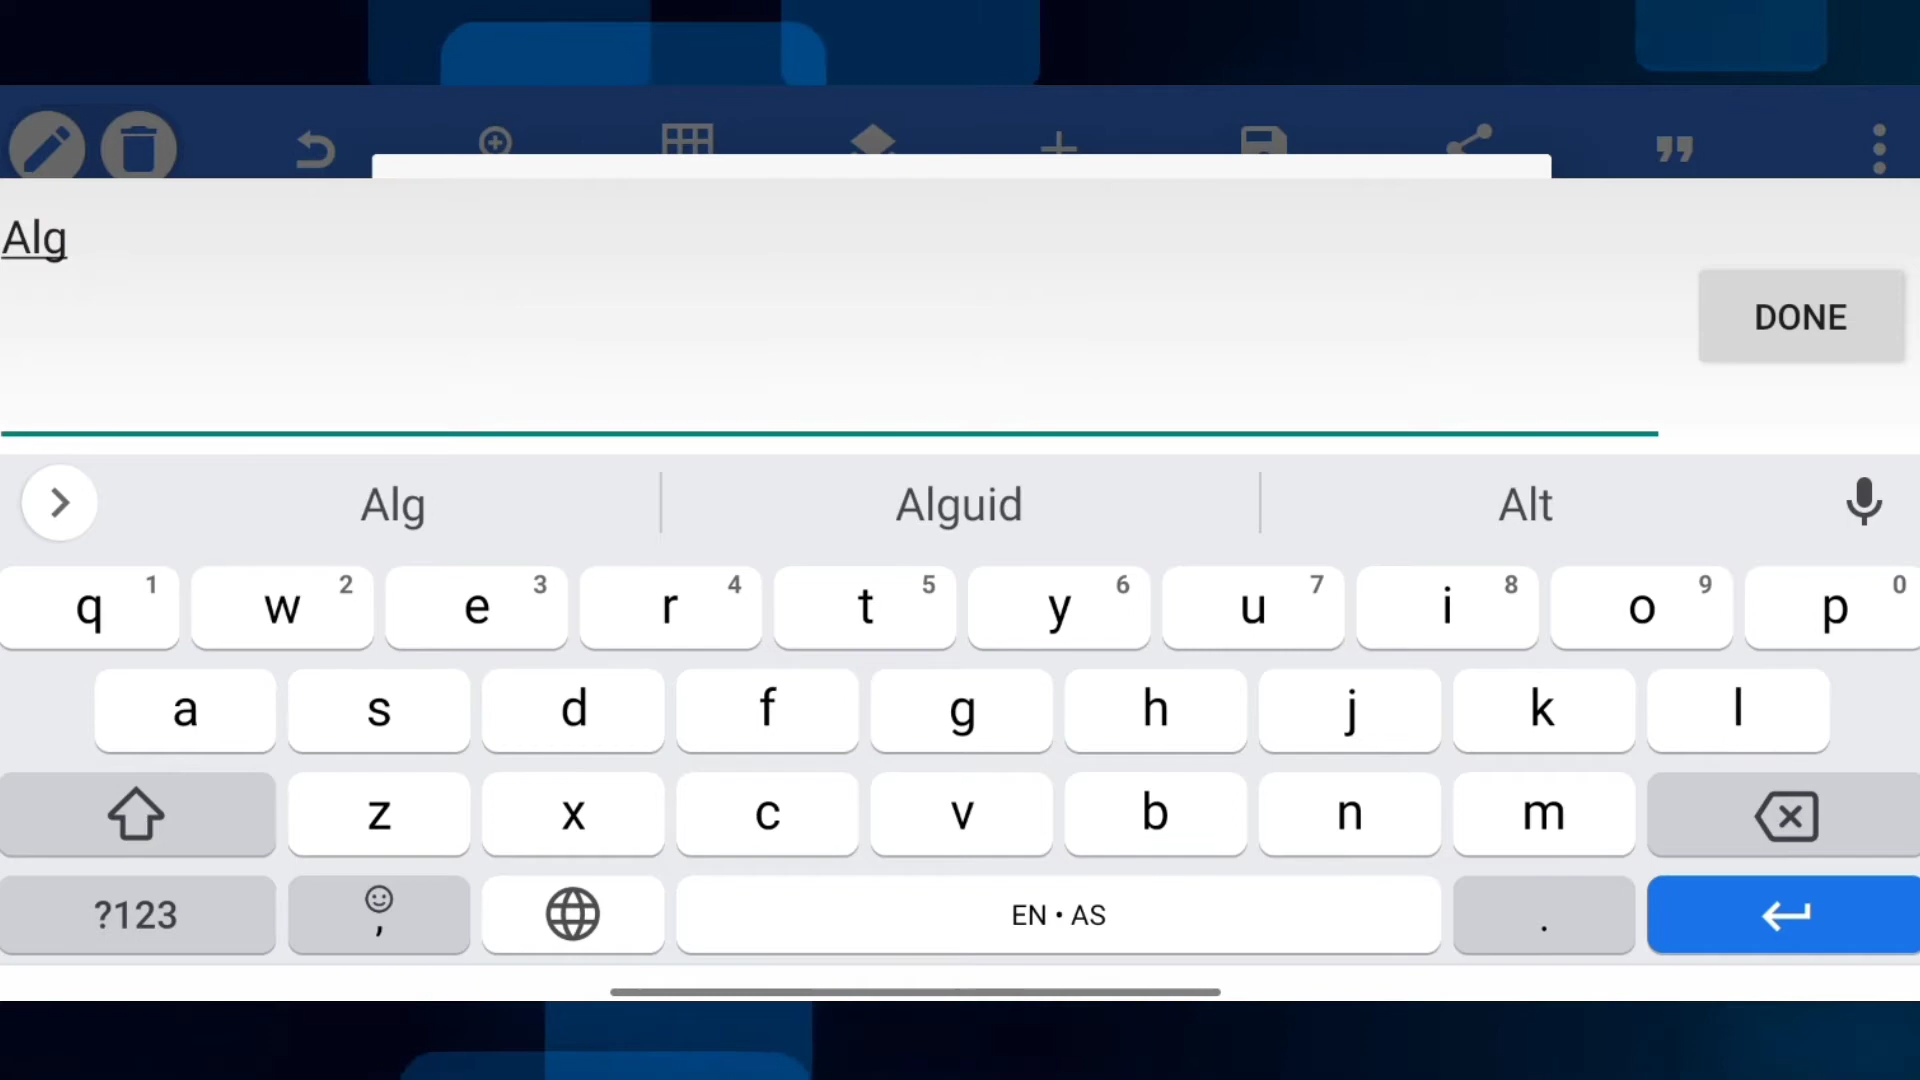 Alg
DONE
Alg Alguid Alt
q 1 w 2 e 3 r 4 t 5 y 6 u 7 i 8 o 9 p 0
a s d f g h j k l
z x c v b n m
?123 , EN • AS .